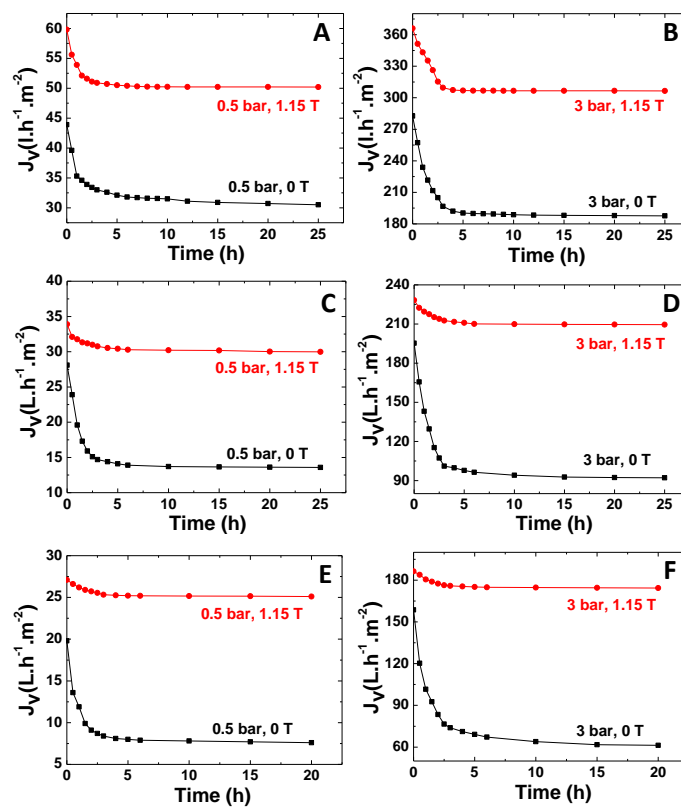 A
60
55
50
45
40
35
30
J_V(l.h⁻¹.m⁻²)
0.5 bar, 1.15 T
0.5 bar, 0 T
0 5 10 15 20 25
Time (h)
B
360
330
300
270
240
210
180
J_V(l.h⁻¹.m⁻²)
3 bar, 1.15 T
3 bar, 0 T
0 5 10 15 20 25
Time (h)
C
40
35
30
25
20
15
10
J_V(L.h⁻¹.m⁻²)
0.5 bar, 1.15 T
0.5 bar, 0 T
0 5 10 15 20 25
Time (h)
D
240
210
180
150
120
90
J_V(L.h⁻¹.m⁻²)
3 bar, 1.15 T
3 bar, 0 T
0 5 10 15 20 25
Time (h)
E
30
25
20
15
10
5
J_V(L.h⁻¹.m⁻²)
0.5 bar, 1.15 T
0.5 bar, 0 T
0 5 10 15 20
Time (h)
F
180
150
120
90
60
J_V(L.h⁻¹.m⁻²)
3 bar, 1.15 T
3 bar, 0 T
0 5 10 15 20
Time (h)